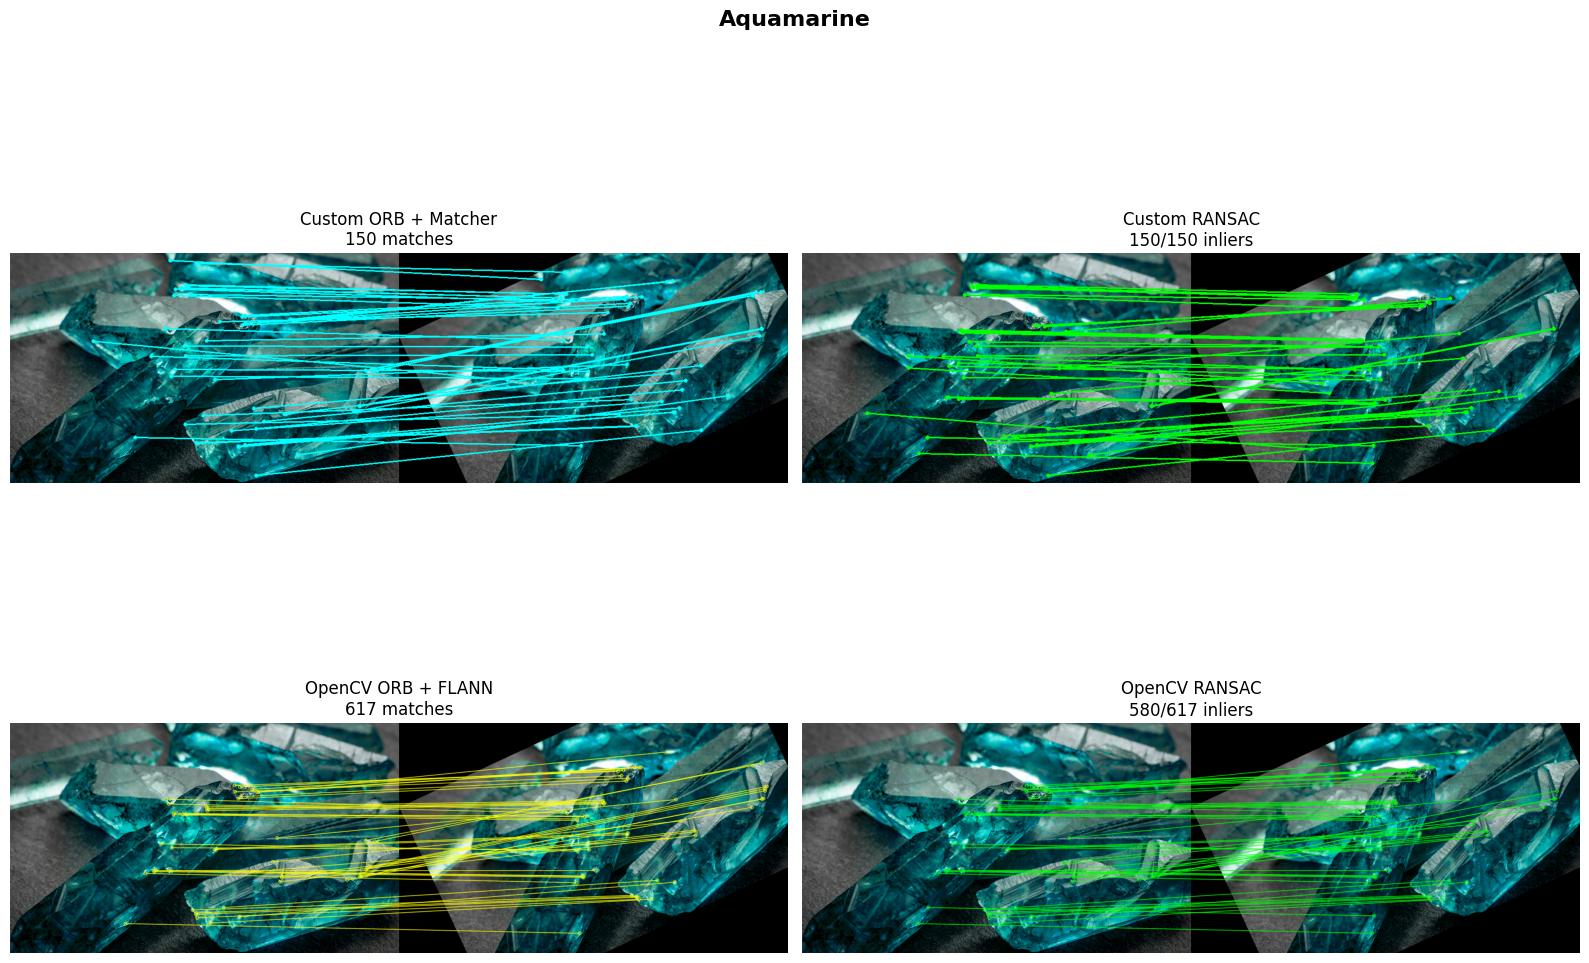 Aquamarine
Custom ORB + Matcher
150 matches
Custom RANSAC
150/150 inliers
OpenCV ORB + FLANN
617 matches
OpenCV RANSAC
580/617 inliers